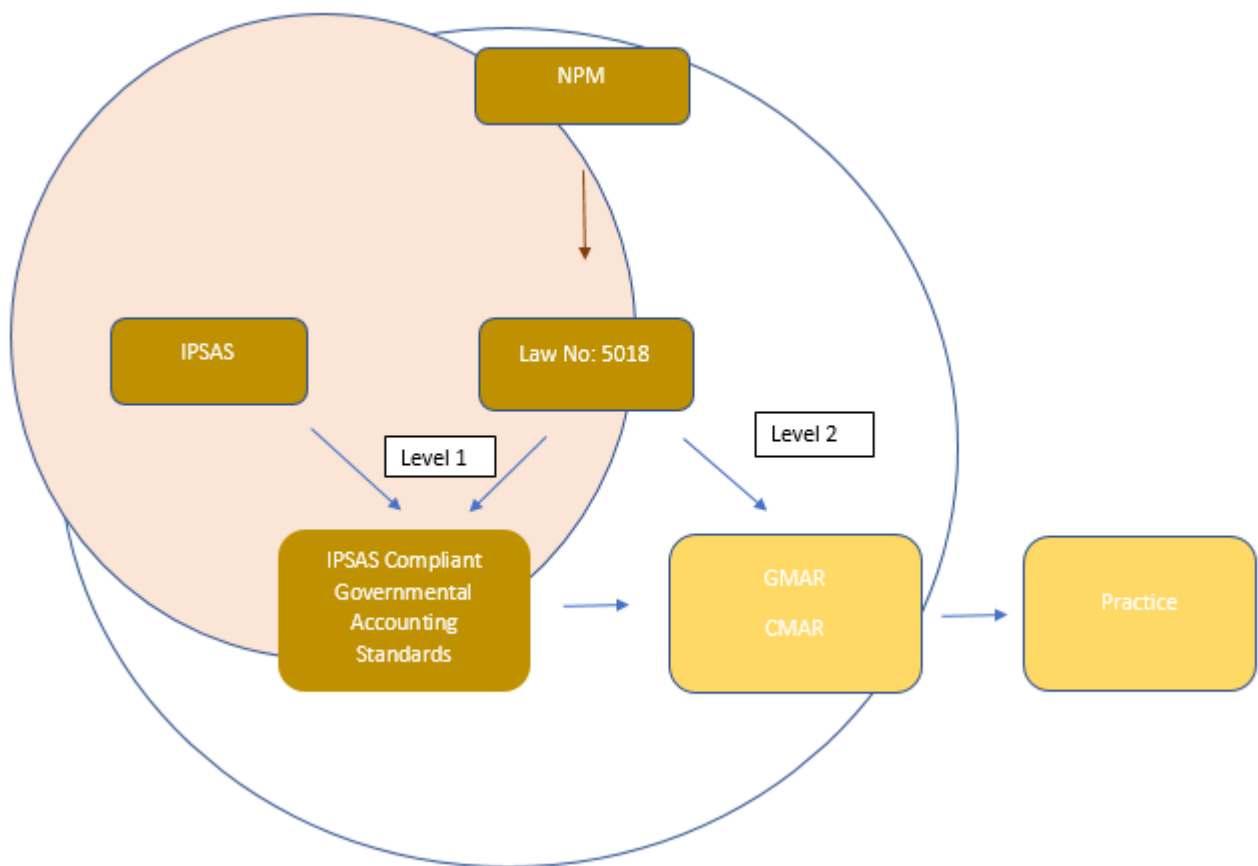 NPM
IPSAS
Law No: 5018
Level 1
Level 2
IPSAS Compliant
Governmental
Accounting
Standards
GMAR
CMAR
Practice